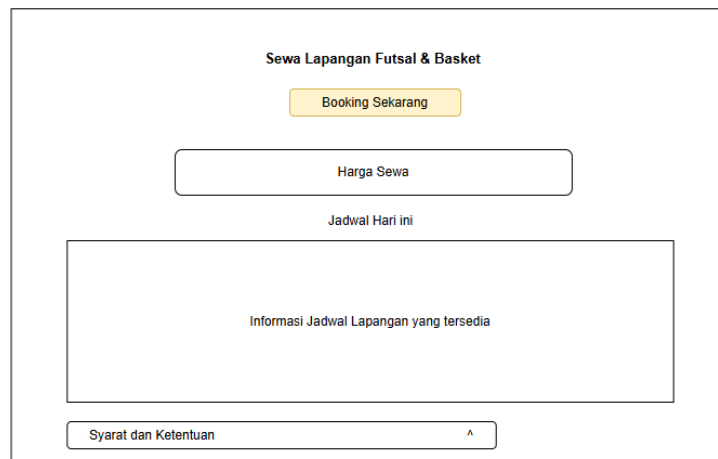 Sewa Lapangan Futsal & Basket
Booking Sekarang
Harga Sewa
Jadwal Hari ini
Informasi Jadwal Lapangan yang tersedia
Syarat dan Ketentuan ^